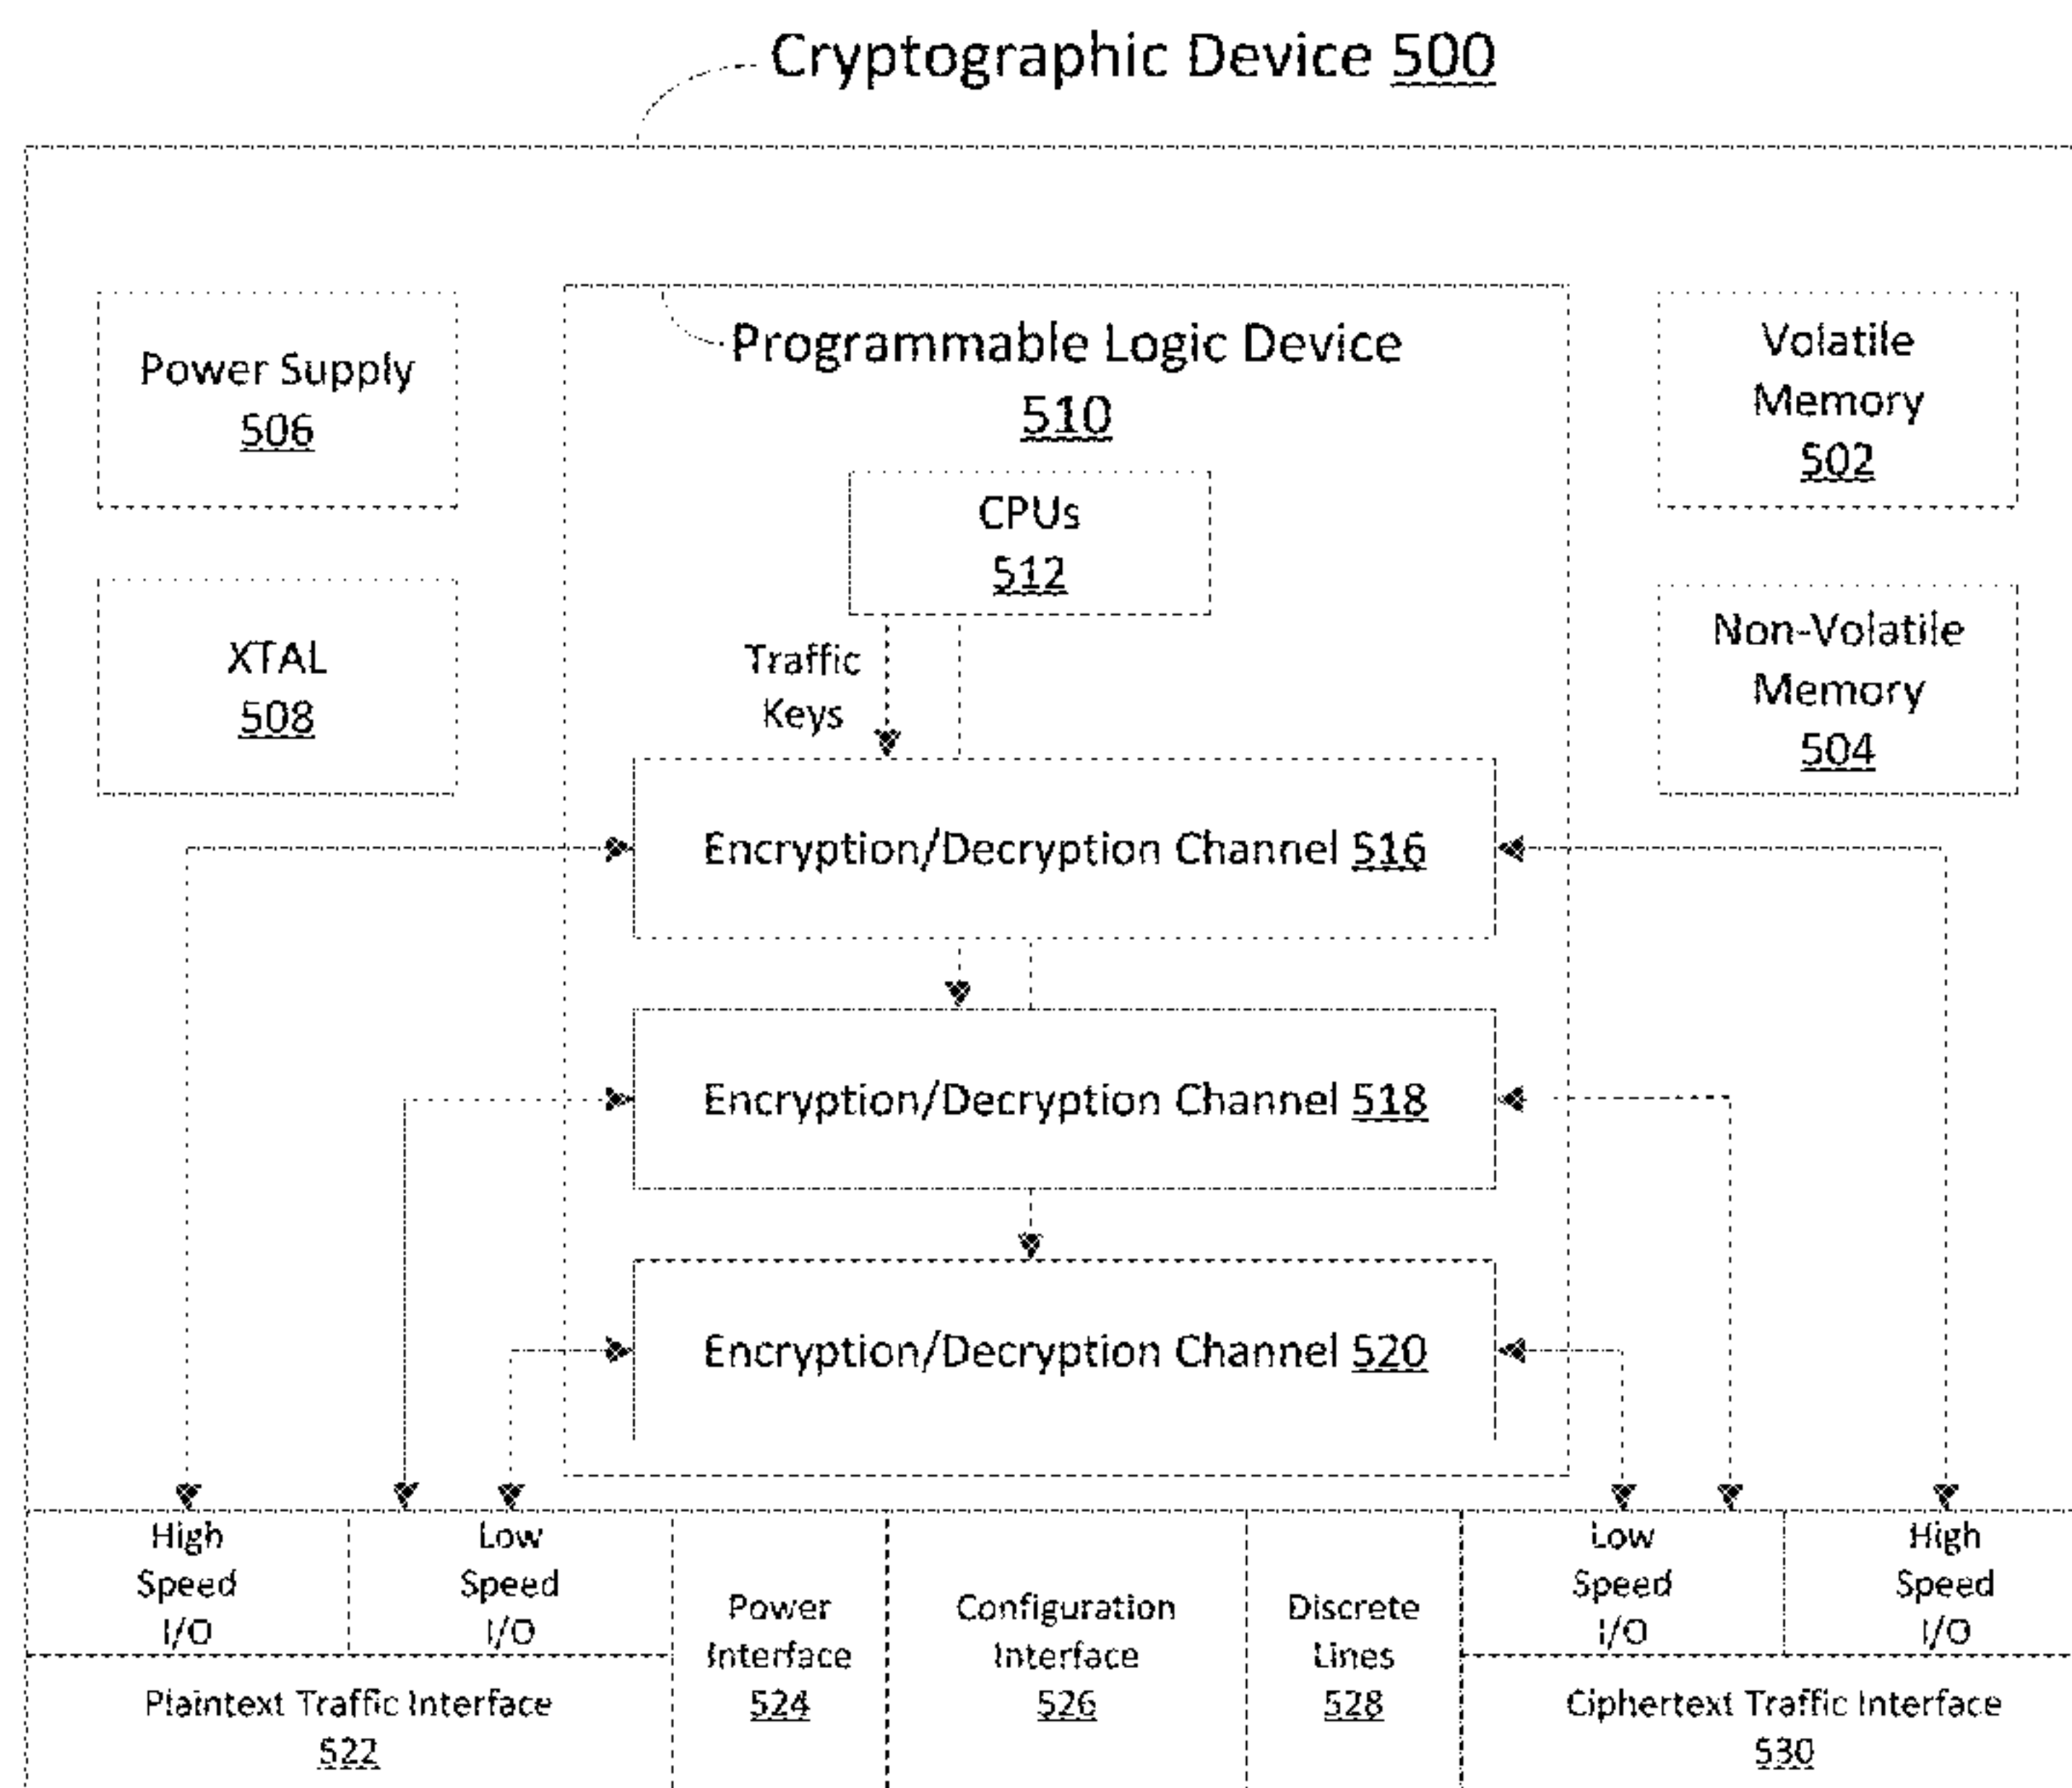 Cryptographic Device 500
Power Supply
506
XTAL
508
Programmable Logic Device
510
CPUs
512
Traffic
Keys
Volatile
Memory
502
Non-Volatile
Memory
504
Encryption/Decryption Channel 516
Encryption/Decryption Channel 518
Encryption/Decryption Channel 520
High
Speed
I/O
Low
Speed
I/O
Plaintext Traffic Interface
522
Power
Interface
524
Configuration
Interface
526
Discrete
Lines
528
Low
Speed
I/O
High
Speed
I/O
Ciphertext Traffic Interface
530